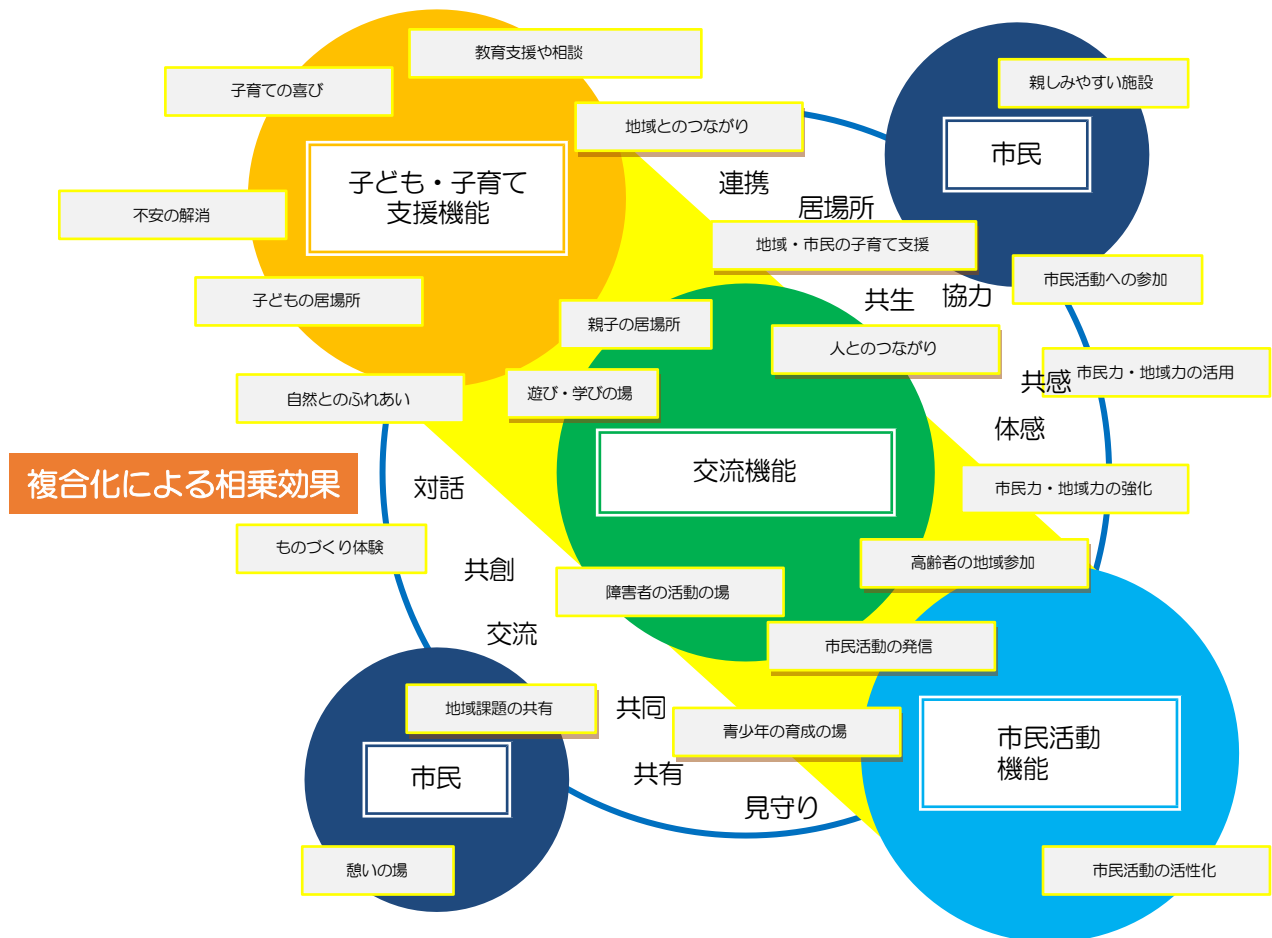 教育支援や相談
子育ての喜び
親しみやすい施設
地域とのつながり
市民
子ども・子育て
支援機能
連携
居場所
不安の解消
地域・市民の子育て支援
市民活動への参加
子どもの居場所
共生
協力
親子の居場所
人とのつながり
共感
市民力・地域力の活用
自然とのふれあい
遊び・学びの場
体感
交流機能
複合化による相乗効果
対話
市民力・地域力の強化
ものづくり体験
共創
高齢者の地域参加
障害者の活動の場
交流
市民活動の発信
地域課題の共有
共同
青少年の育成の場
市民活動
機能
市民
共有
見守り
憩いの場
市民活動の活性化